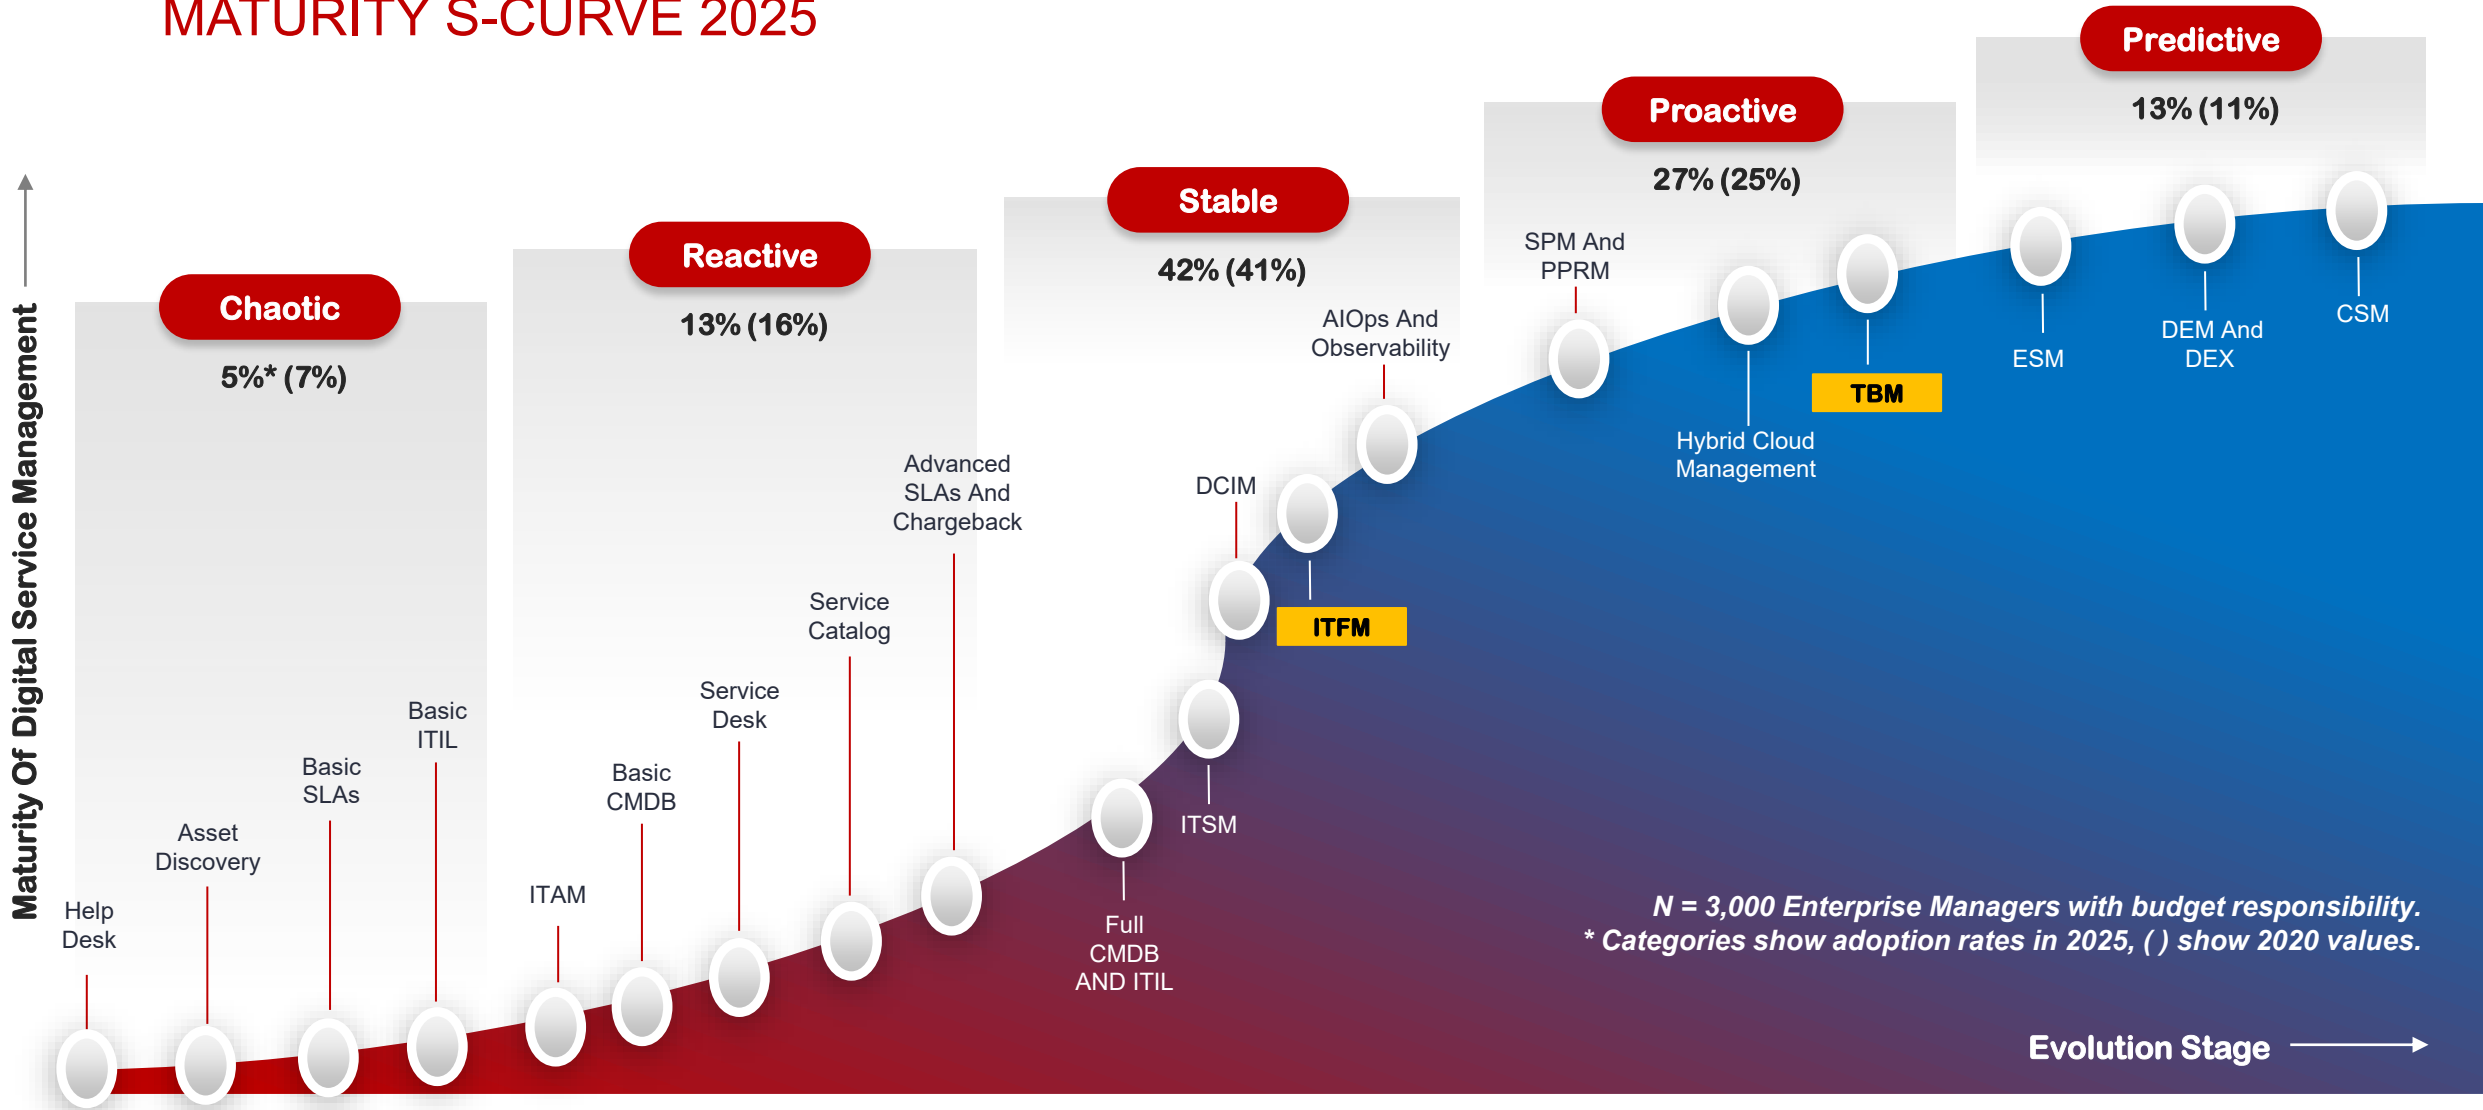 MATURITY S-CURVE 2025
Predictive
13% (11%)
Proactive
27% (25%)
Stable
42% (41%)
Reactive
13% (16%)
Chaotic
5%* (7%)
Maturity Of Digital Service Management
Help
Desk
Asset
Discovery
Basic
SLAs
Basic
ITIL
ITAM
Basic
CMDB
Service
Desk
Service
Catalog
Advanced
SLAs And
Chargeback
Full
CMDB
AND ITIL
ITSM
DCIM
ITFM
AIOps And
Observability
SPM And
PPRM
Hybrid Cloud
Management
TBM
ESM
DEM And
DEX
CSM
N = 3,000 Enterprise Managers with budget responsibility.
* Categories show adoption rates in 2025, ( ) show 2020 values.
Evolution Stage